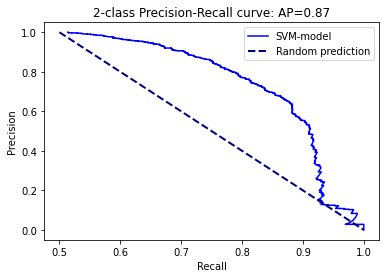 2-class Precision-Recall curve: AP=0.87
SVM-model
Random prediction
Precision
1.0
0.8
0.6
0.4
0.2
0.0
0.5 0.6 0.7 0.8 0.9 1.0
Recall